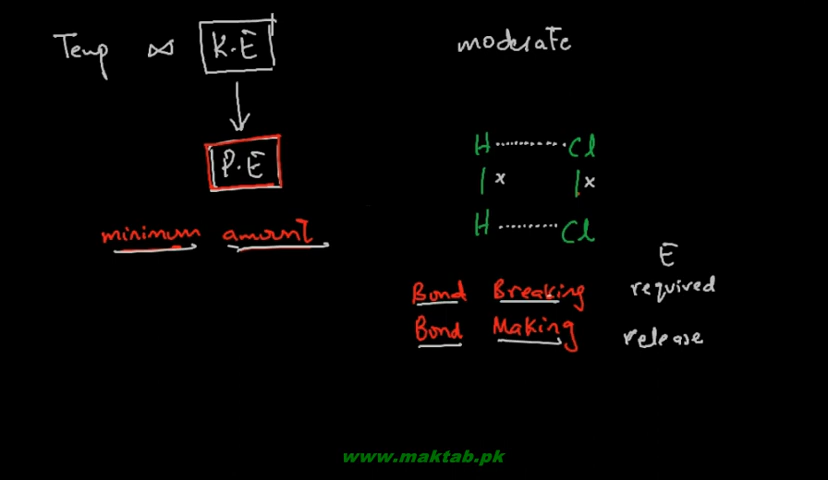 Temp ∝ K.E
P.E
minimum amount
moderate
H ........... Cl
| x | x
H ........... Cl
E
Bond Breaking required
Bond Making release
www.maktab.pk